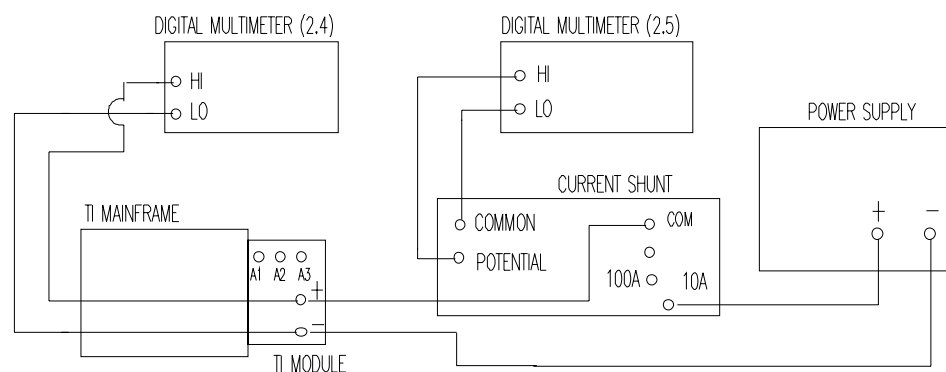 DIGITAL MULTIMETER (2.4)
DIGITAL MULTIMETER (2.5)
HI
LO
HI
LO
POWER SUPPLY
+
−
CURRENT SHUNT
COMMON
POTENTIAL
COM
100A
10A
TI MAINFRAME
A1 A2 A3
+
−
TI MODULE